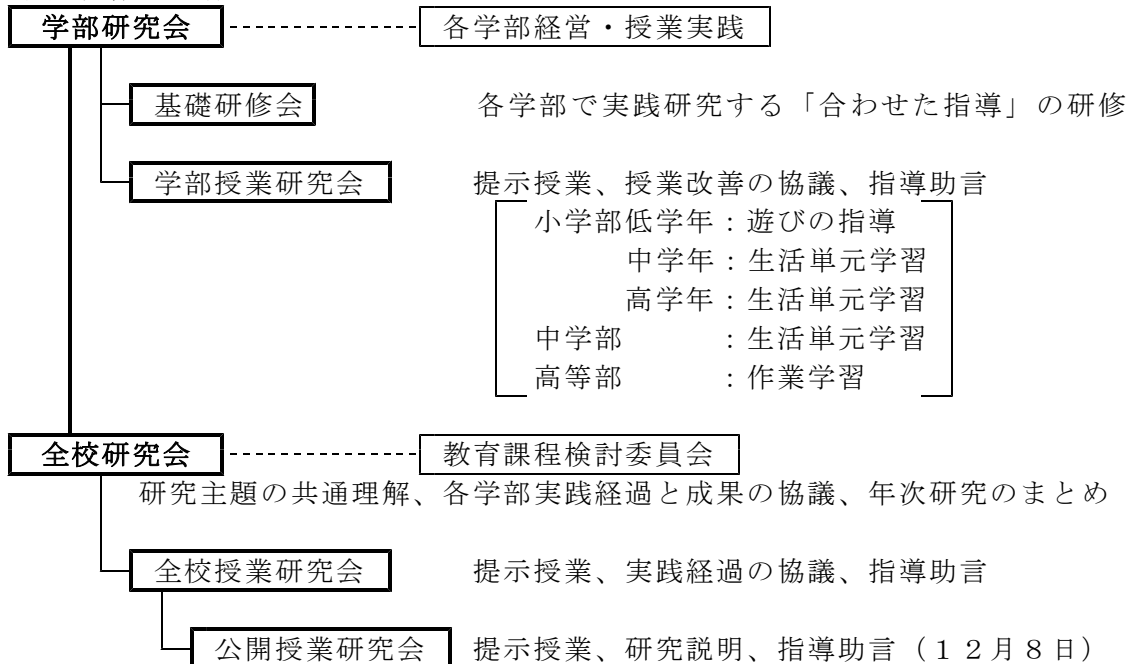 学部研究会 各学部経営・授業実践
基礎研修会 各学部で実践研究する「合わせた指導」の研修
学部授業研究会 提示授業、授業改善の協議、指導助言
小学部低学年：遊びの指導
中学年：生活単元学習
高学年：生活単元学習
中学部 ：生活単元学習
高等部 ：作業学習
全校研究会 教育課程検討委員会
研究主題の共通理解、各学部実践経過と成果の協議、年次研究のまとめ
全校授業研究会 提示授業、実践経過の協議、指導助言
公開授業研究会 提示授業、研究説明、指導助言（１２月８日）